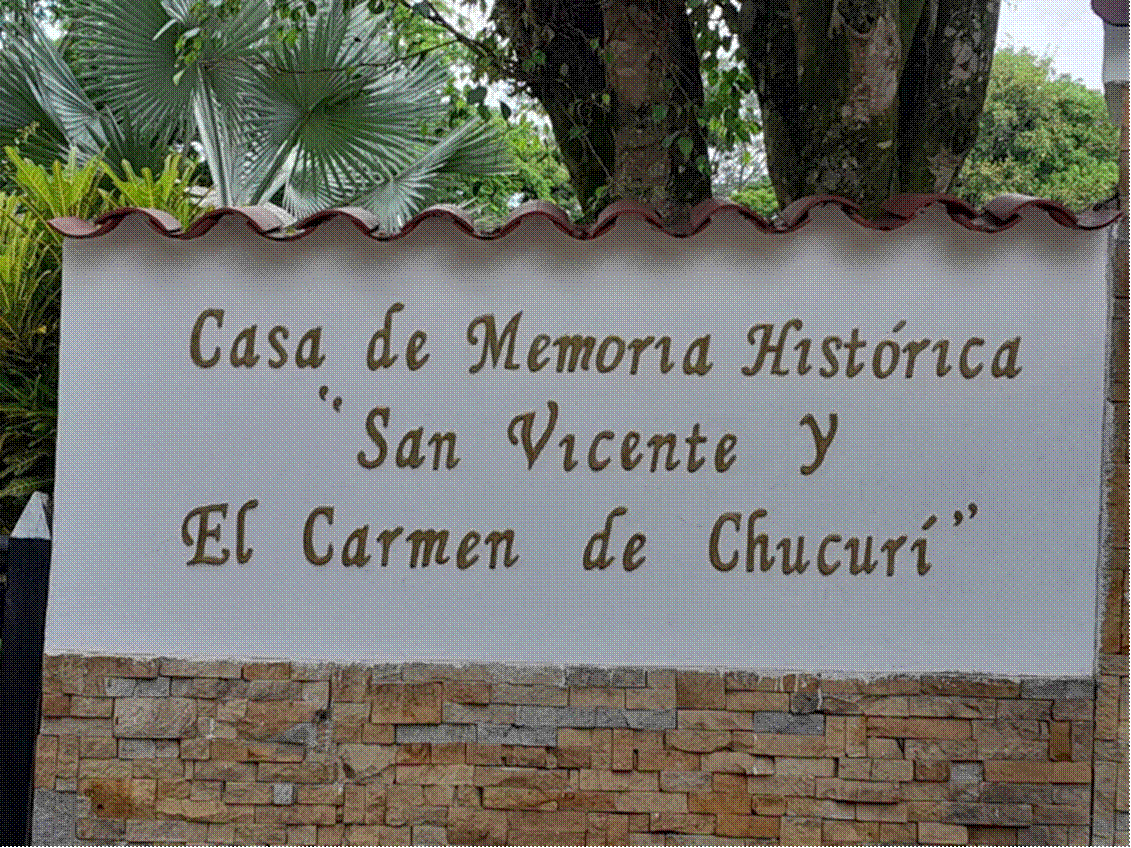 Casa de Memoria Histórica
“San Vicente y
El Carmen de Chucurí”